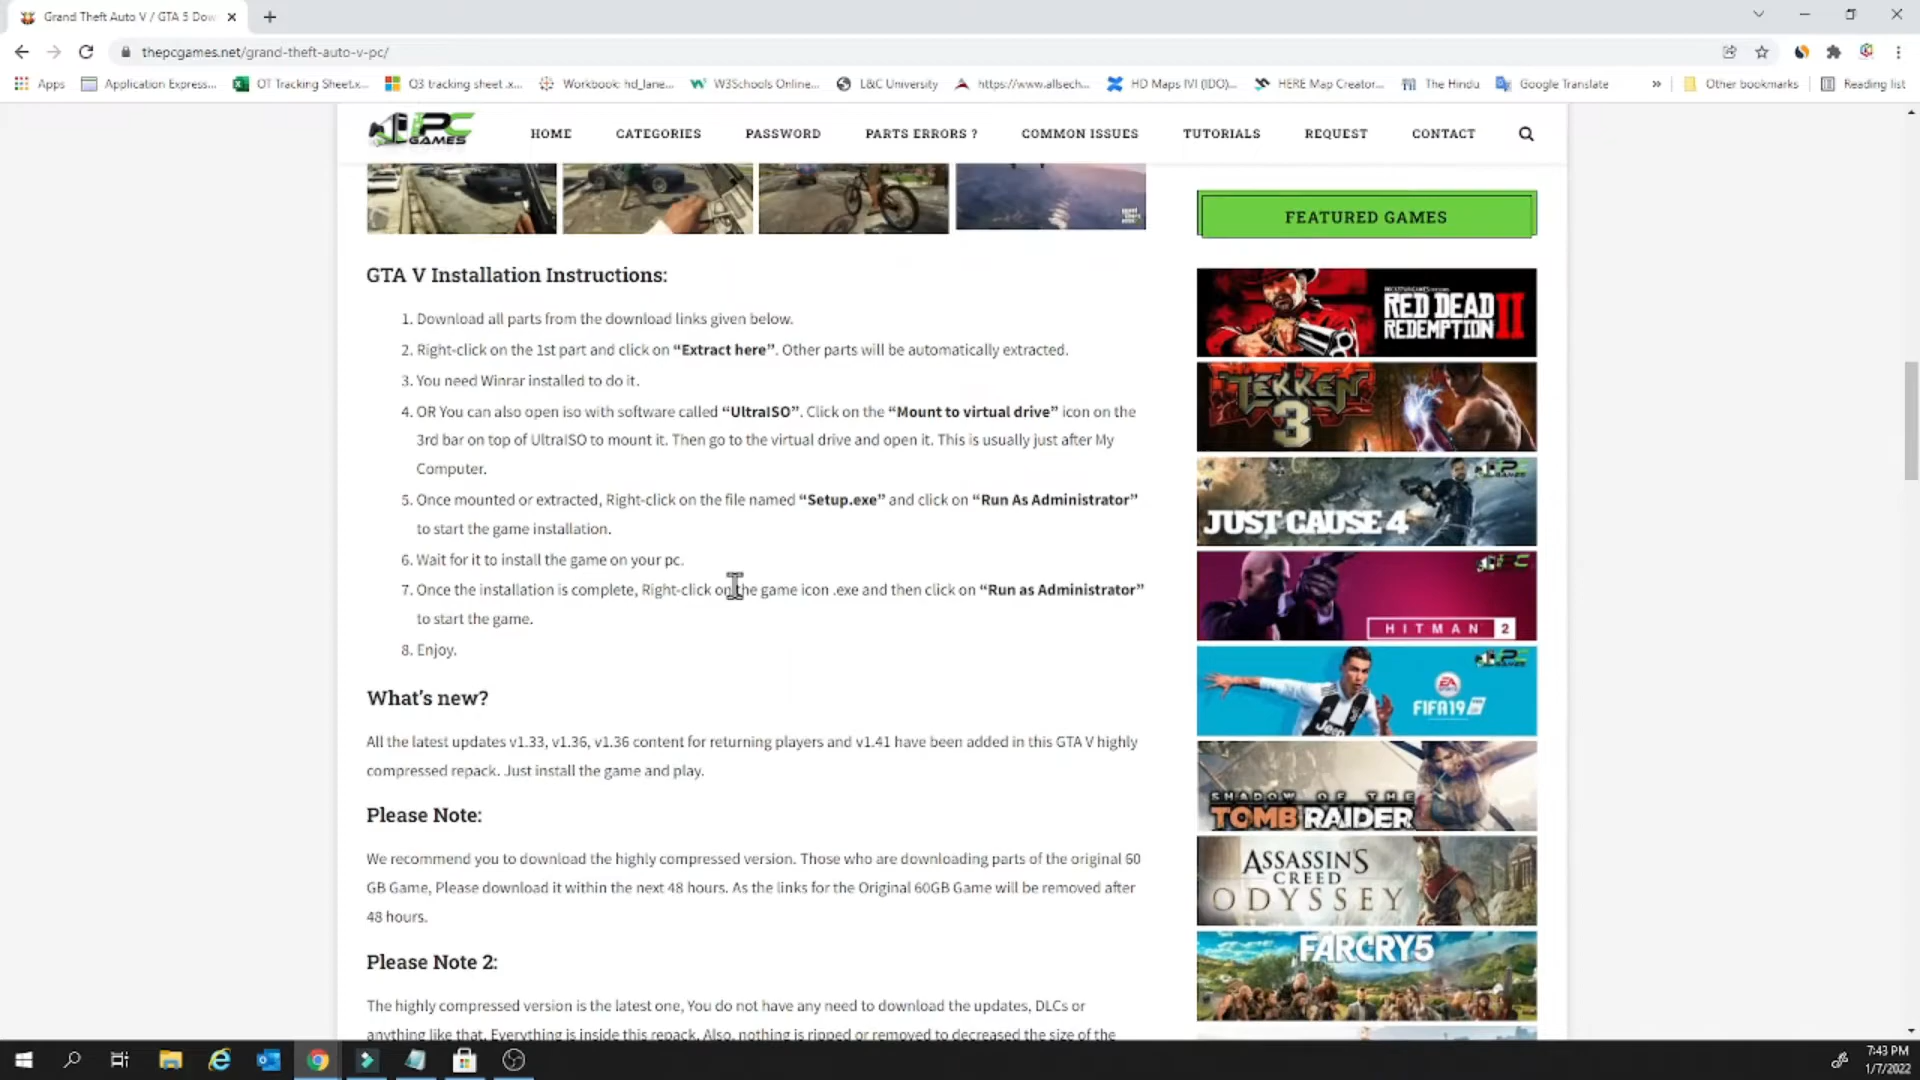 Grand Theft Auto V / GTA 5 Dow
thepcgames.net/grand-theft-auto-v-pc/
Apps
Application Express...
OT Tracking Sheet.x...
Q3 tracking sheet .x...
Workbook: hd_lane...
W3Schools Online...
L&C University
https://www.allsech...
HD Maps IVI (IDO)...
HERE Map Creator...
The Hindu
Google Translate
»
Other bookmarks
Reading list
PC GAMES
HOME
CATEGORIES
PASSWORD
PARTS ERRORS ?
COMMON ISSUES
TUTORIALS
REQUEST
CONTACT
GTA V Installation Instructions:
1. Download all parts from the download links given below.
2. Right-click on the 1st part and click on “Extract here”. Other parts will be automatically extracted.
3. You need Winrar installed to do it.
4. OR You can also open iso with software called “UltraISO”. Click on the “Mount to virtual drive” icon on the
3rd bar on top of UltraISO to mount it. Then go to the virtual drive and open it. This is usually just after My
Computer.
5. Once mounted or extracted, Right-click on the file named “Setup.exe” and click on “Run As Administrator”
to start the game installation.
6. Wait for it to install the game on your pc.
7. Once the installation is complete, Right-click on the game icon .exe and then click on “Run as Administrator”
to start the game.
8. Enjoy.
What’s new?
All the latest updates v1.33, v1.36, v1.36 content for returning players and v1.41 have been added in this GTA V highly
compressed repack. Just install the game and play.
Please Note:
We recommend you to download the highly compressed version. Those who are downloading parts of the original 60
GB Game, Please download it within the next 48 hours. As the links for the Original 60GB Game will be removed after
48 hours.
Please Note 2:
The highly compressed version is the latest one, You do not have any need to download the updates, DLCs or
anything like that. Everything is inside this repack. Also, nothing is ripped or removed to decreased the size of the
FEATURED GAMES
RED DEAD
REDEMPTION II
TEKKEN
3
JUST CAUSE 4
HITMAN 2
EA
SPORTS
FIFA19
SHADOW OF THE
TOMB RAIDER
ASSASSIN'S
CREED
ODYSSEY
FARCRY5
7:43 PM
1/7/2022